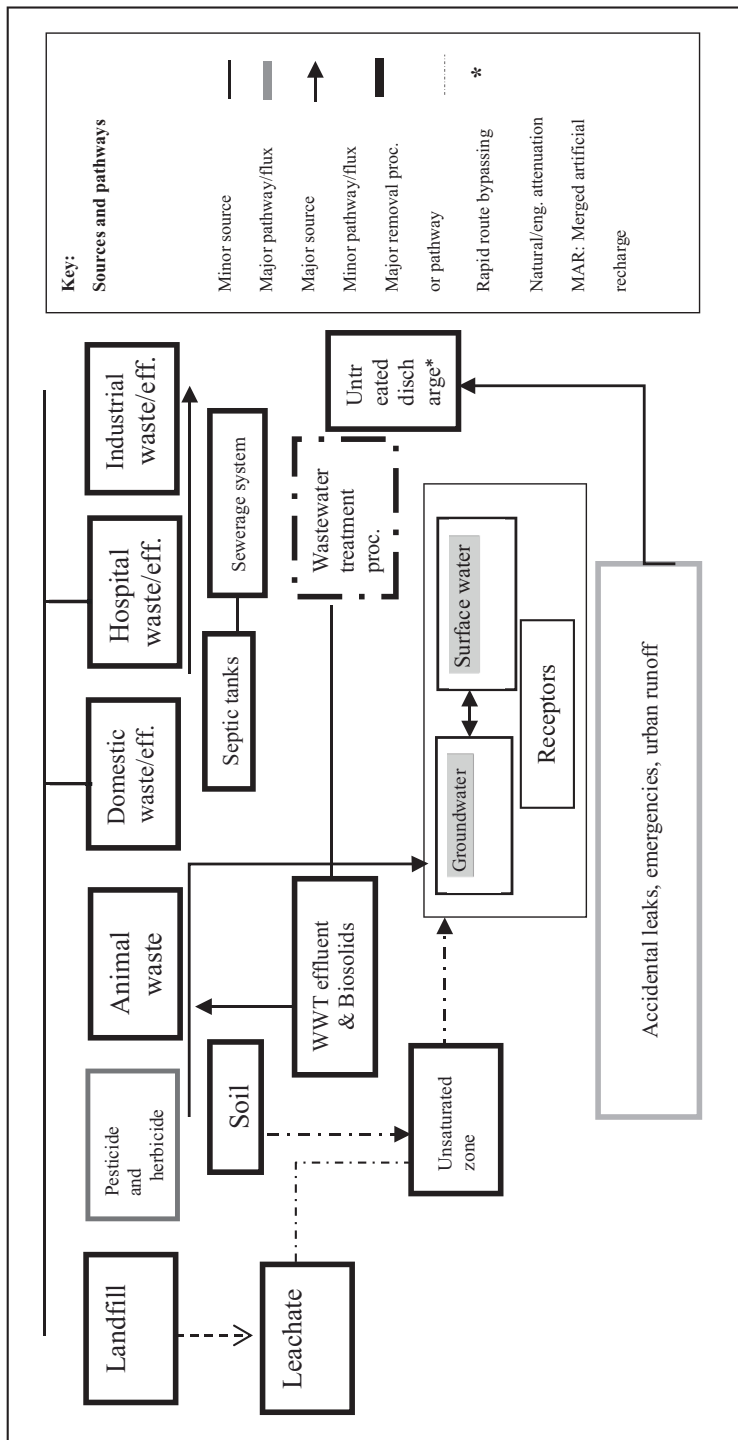 Landfill
Pesticide
and
herbicide
Animal
waste
Domestic
waste/eff.
Hospital
waste/eff.
Industrial
waste/eff.
Leachate
Soil
Septic tanks
Sewerage system
WWT effluent
& Biosolids
Wastewater
treatment
proc.
Untr
eated
disch
arge*
Unsaturated
zone
Groundwater
Surface water
Receptors
Accidental leaks, emergencies, urban runoff
Key:
Sources and pathways
Minor source
Major pathway/flux
Major source
Minor pathway/flux
Major removal proc.
or pathway
Rapid route bypassing
*
Natural/eng. attenuation
MAR: Merged artificial
recharge